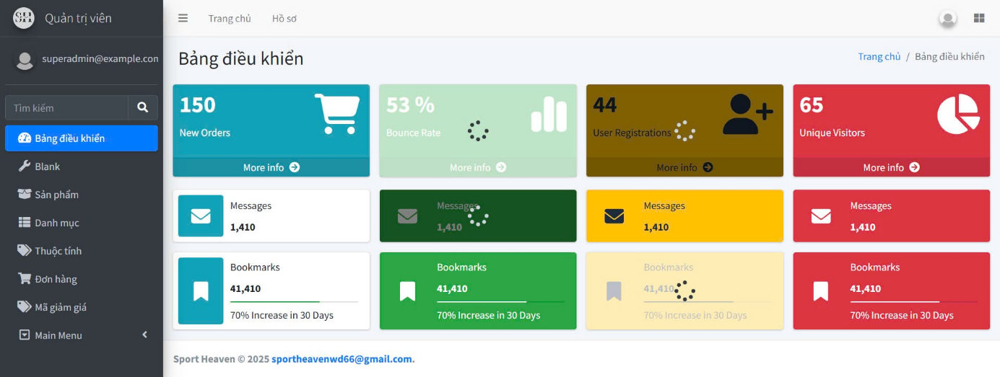 SH Quản trị viên
Trang chủ Hồ sơ
superadmin@example.con
Bảng điều khiển
Trang chủ / Bảng điều khiển
Tìm kiếm
Bảng điều khiển
Blank
Sản phẩm
Danh mục
Thuộc tính
Đơn hàng
Mã giảm giá
Main Menu
150
New Orders
More info
53 %
Bounce Rate
More info
44
User Registrations
More info
65
Unique Visitors
More info
Messages
1,410
Messages
1,410
Messages
1,410
Messages
1,410
Bookmarks
41,410
70% Increase in 30 Days
Bookmarks
41,410
70% Increase in 30 Days
Bookmarks
41,410
70% Increase in 30 Days
Bookmarks
41,410
70% Increase in 30 Days
Sport Heaven © 2025 sportheavenwd66@gmail.com.